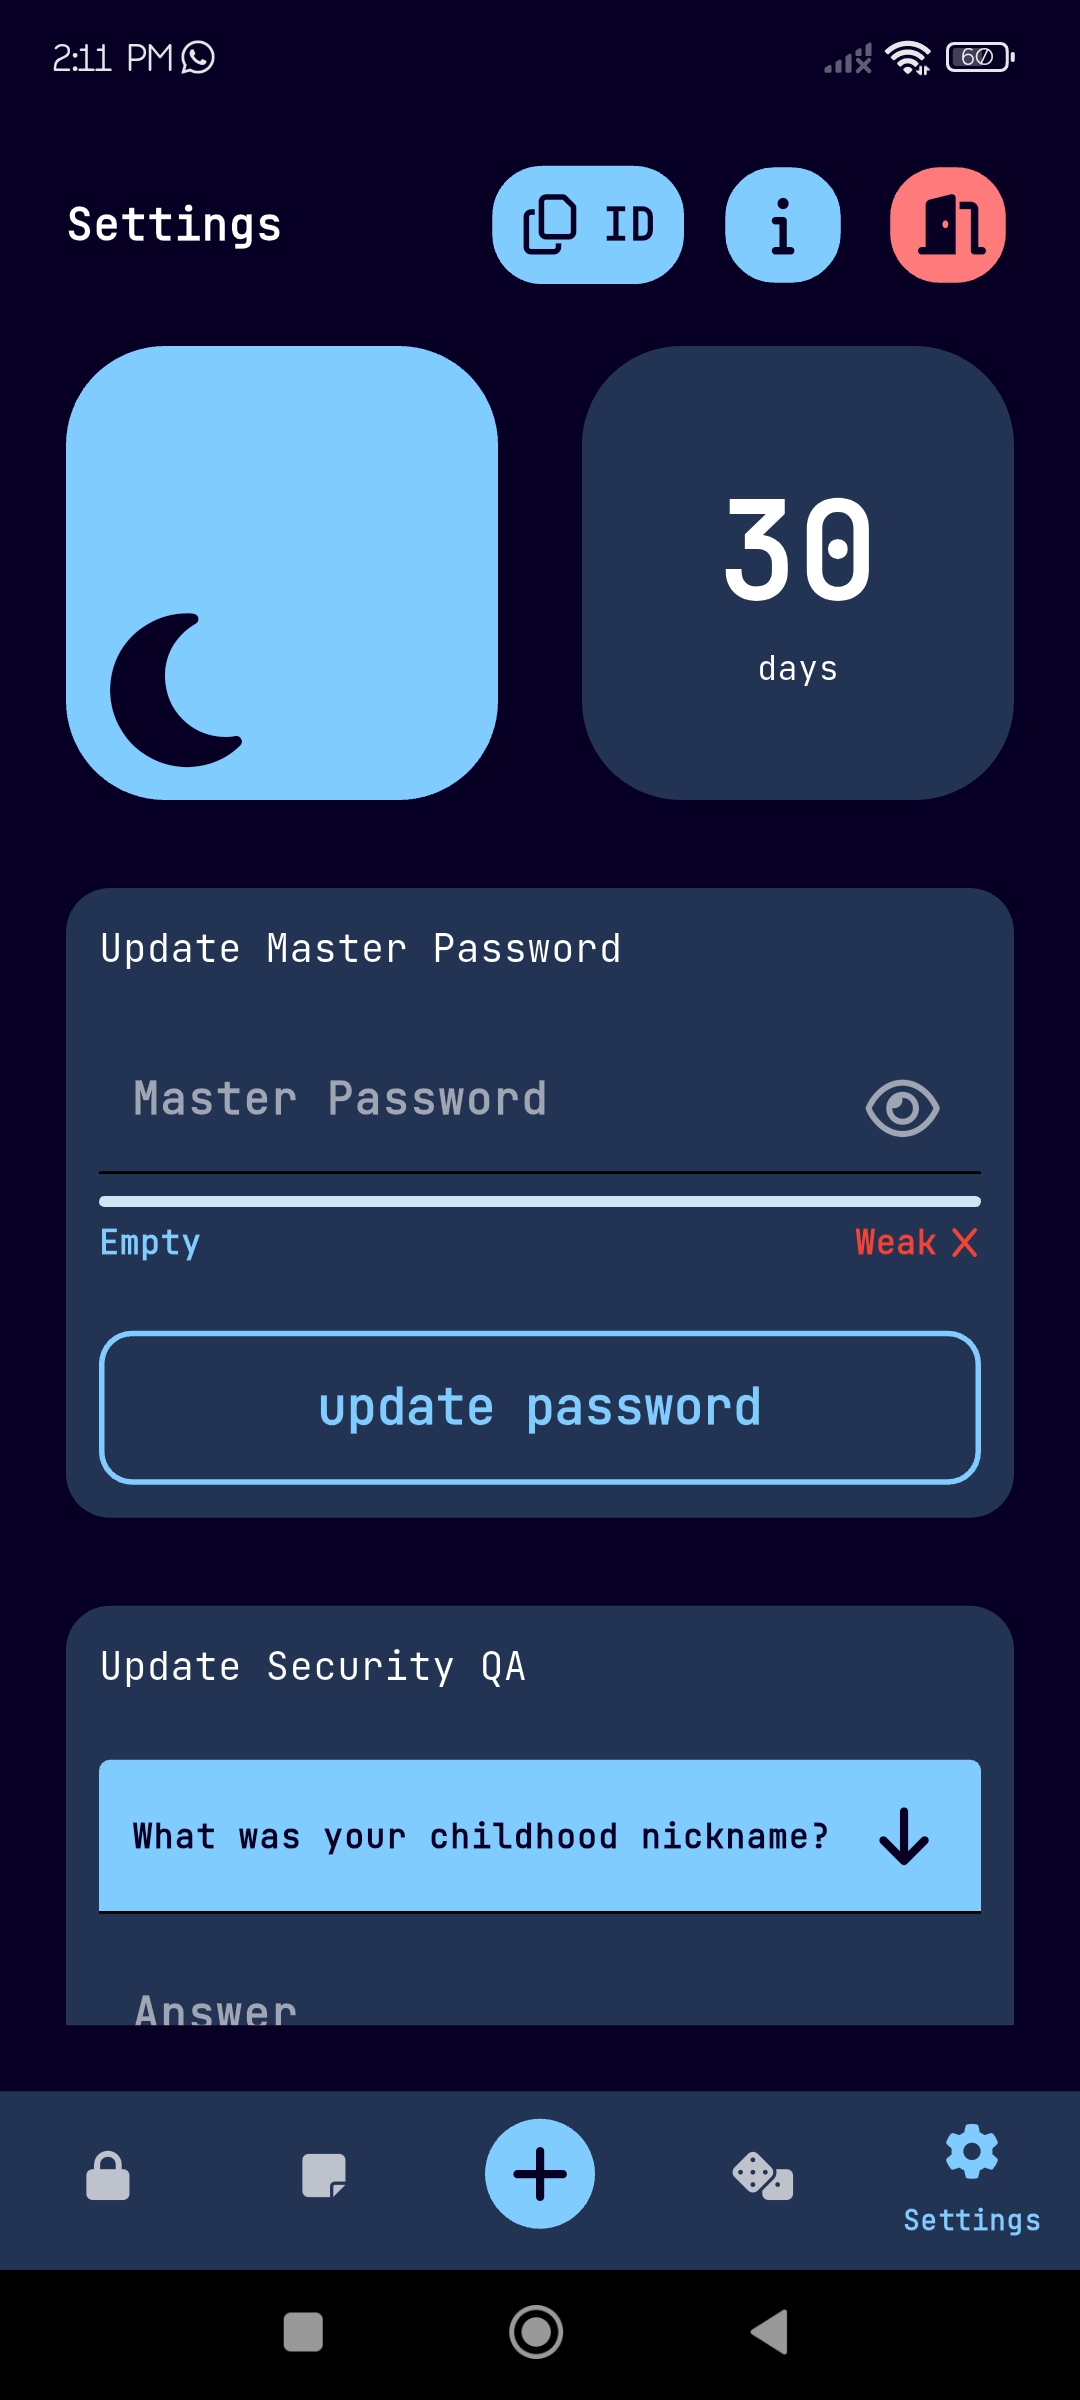 2:11 PM
60
Settings
ID
30
days
Update Master Password
Master Password
Empty
Weak
update password
Update Security QA
What was your childhood nickname?
Answer
Settings